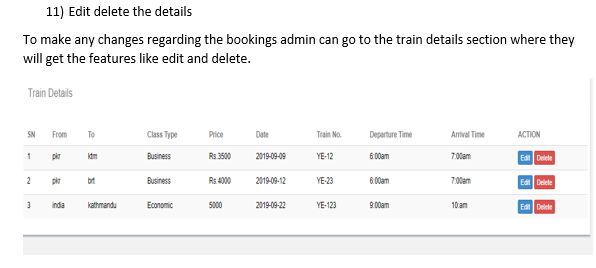 11) Edit delete the details
To make any changes regarding the bookings admin can go to the train details section where they
will get the features like edit and delete.
Train Details
SN From To Class Type Price Date Train No. Departure Time Arrival Time ACTION
1 pkr ktm Business Rs.3500 2019-09-09 YE-12 6:00am 7:00am Edit Delete
2 pkr brt Business Rs.4000 2019-09-12 YE-23 6:00am 7:00am Edit Delete
3 india kathmandu Economic 5000 2019-09-22 YE-123 9:00am 10:am Edit Delete